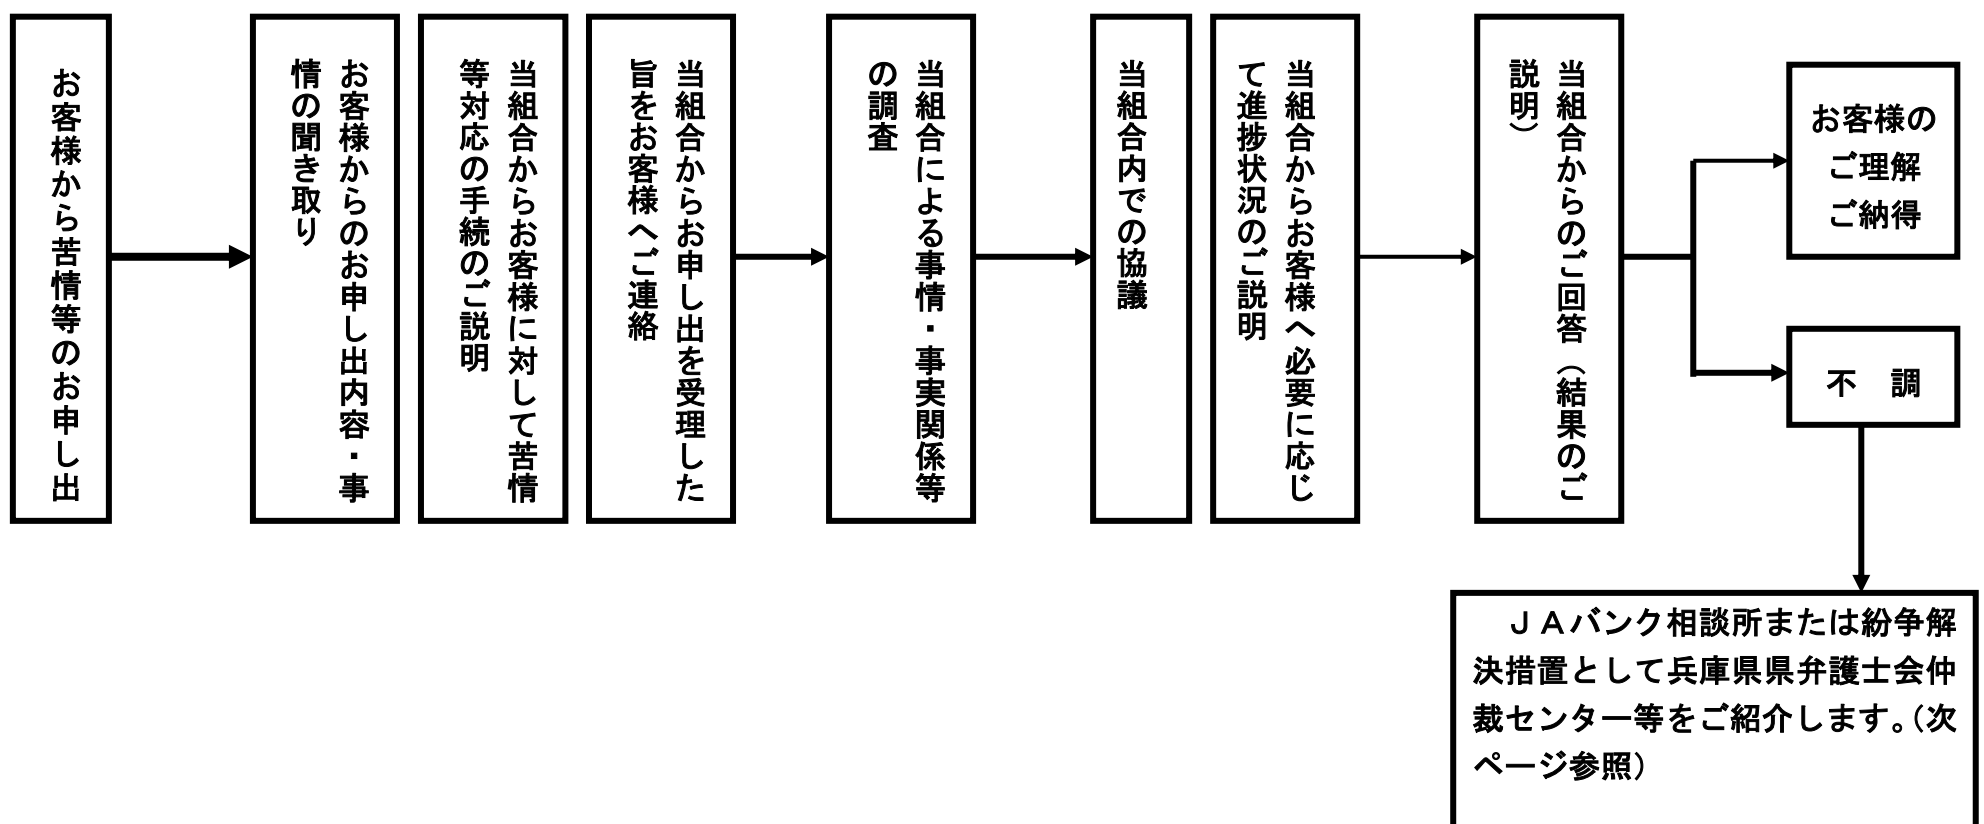 お客様から苦情等のお申し出
お客様からのお申し出内容・事
情の聞き取り
当組合からお客様に対して苦情
等対応の手続のご説明
当組合からお申し出を受理した
旨をお客様へご連絡
当組合による事情・事実関係等
の調査
当組合内での協議
当組合からお客様へ必要に応じ
て進捗状況のご説明
当組合からのご回答（結果のご
説明）
お客様の
ご理解
ご納得
不　調
ＪＡバンク相談所または紛争解
決措置として兵庫県県弁護士会仲
裁センター等をご紹介します。（次
ページ参照）